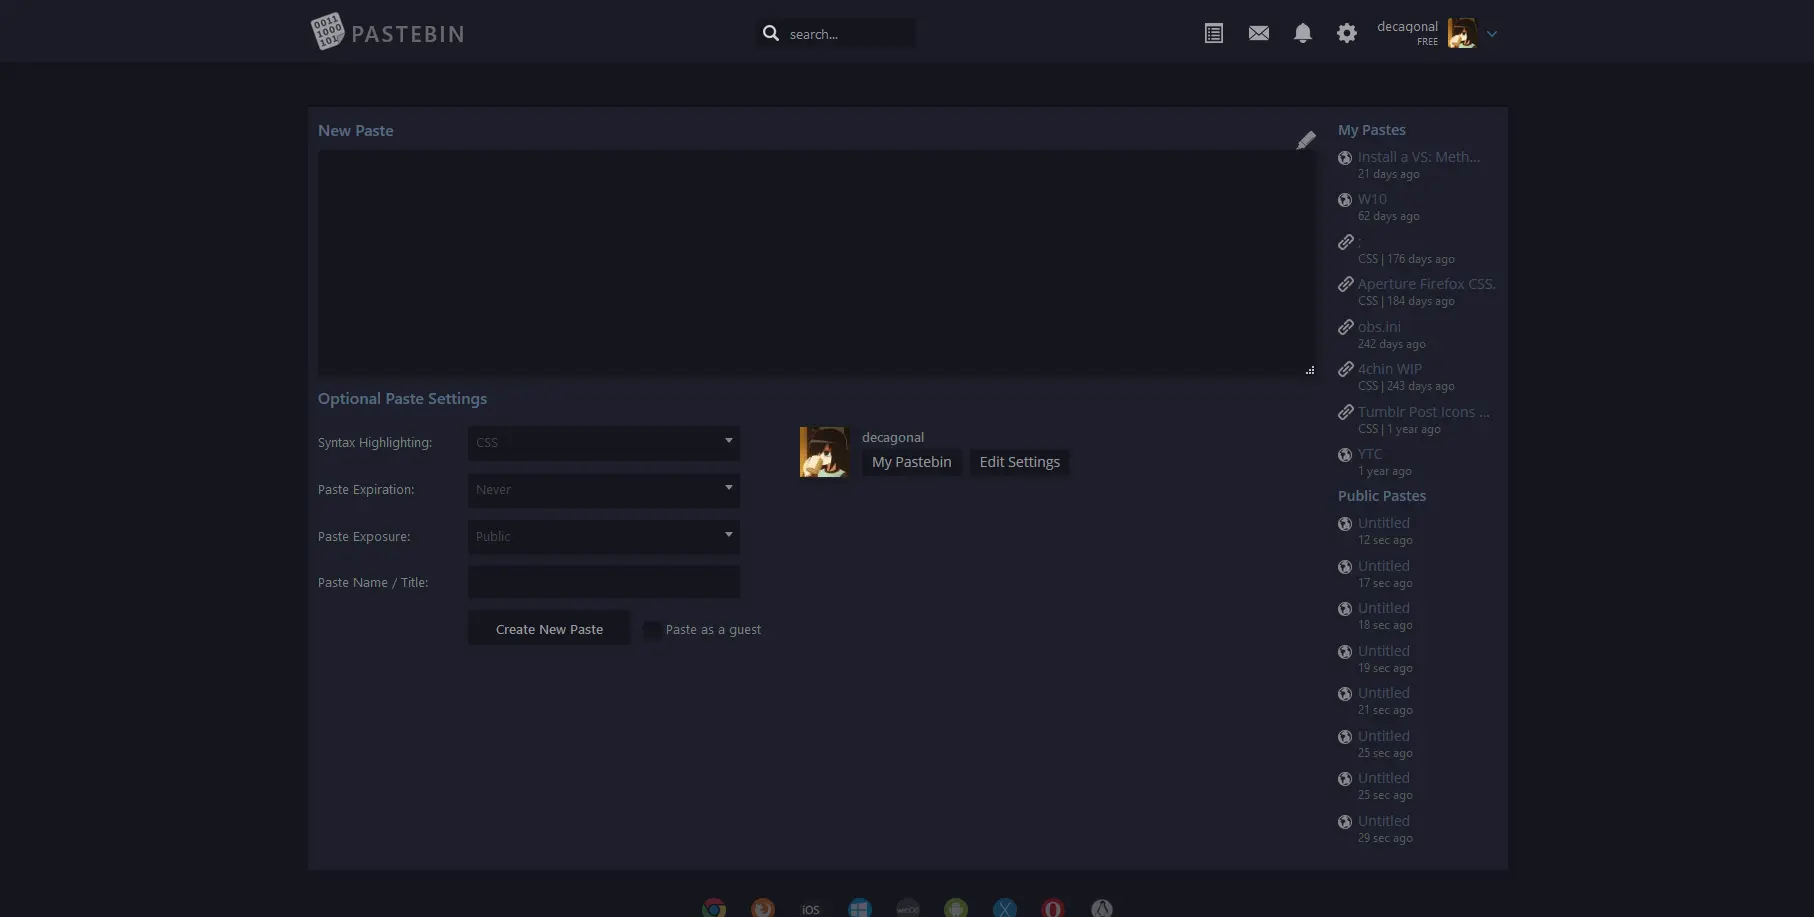 0011
1000
101
PASTEBIN
search...
decagonal
FREE
New Paste
Optional Paste Settings
Syntax Highlighting:
CSS
Paste Expiration:
Never
Paste Exposure:
Public
Paste Name / Title:
Create New Paste
Paste as a guest
decagonal
My Pastebin
Edit Settings
My Pastes
Install a VS: Meth...
21 days ago
W10
62 days ago
;
CSS | 176 days ago
Aperture Firefox CSS.
CSS | 184 days ago
obs.ini
242 days ago
4chin WIP
CSS | 243 days ago
Tumblr Post Icons ...
CSS | 1 year ago
YTC
1 year ago
Public Pastes
Untitled
12 sec ago
Untitled
17 sec ago
Untitled
18 sec ago
Untitled
19 sec ago
Untitled
21 sec ago
Untitled
25 sec ago
Untitled
25 sec ago
Untitled
29 sec ago
iOS
webOS